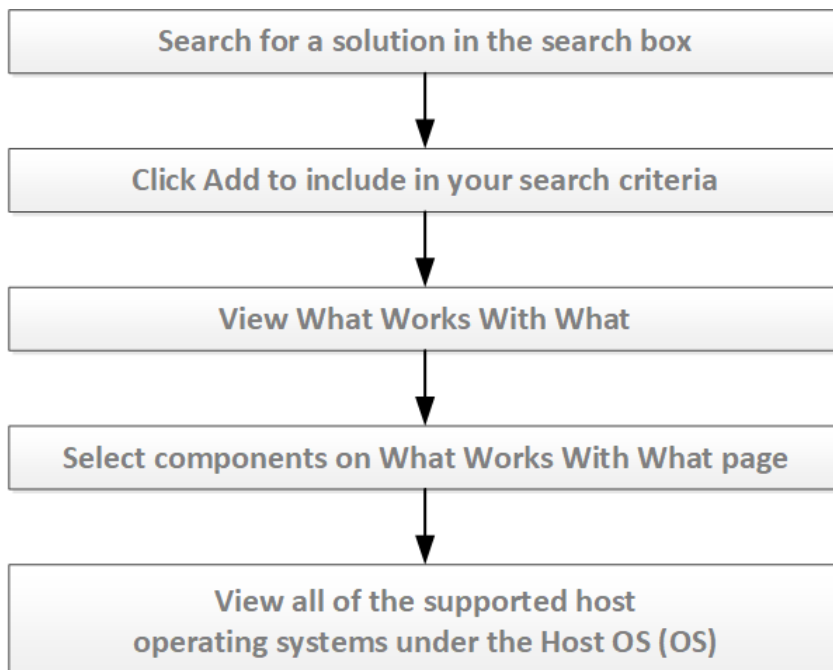 Search for a solution in the search box
Click Add to include in your search criteria
View What Works With What
Select components on What Works With What page
View all of the supported host
operating systems under the Host OS (OS)